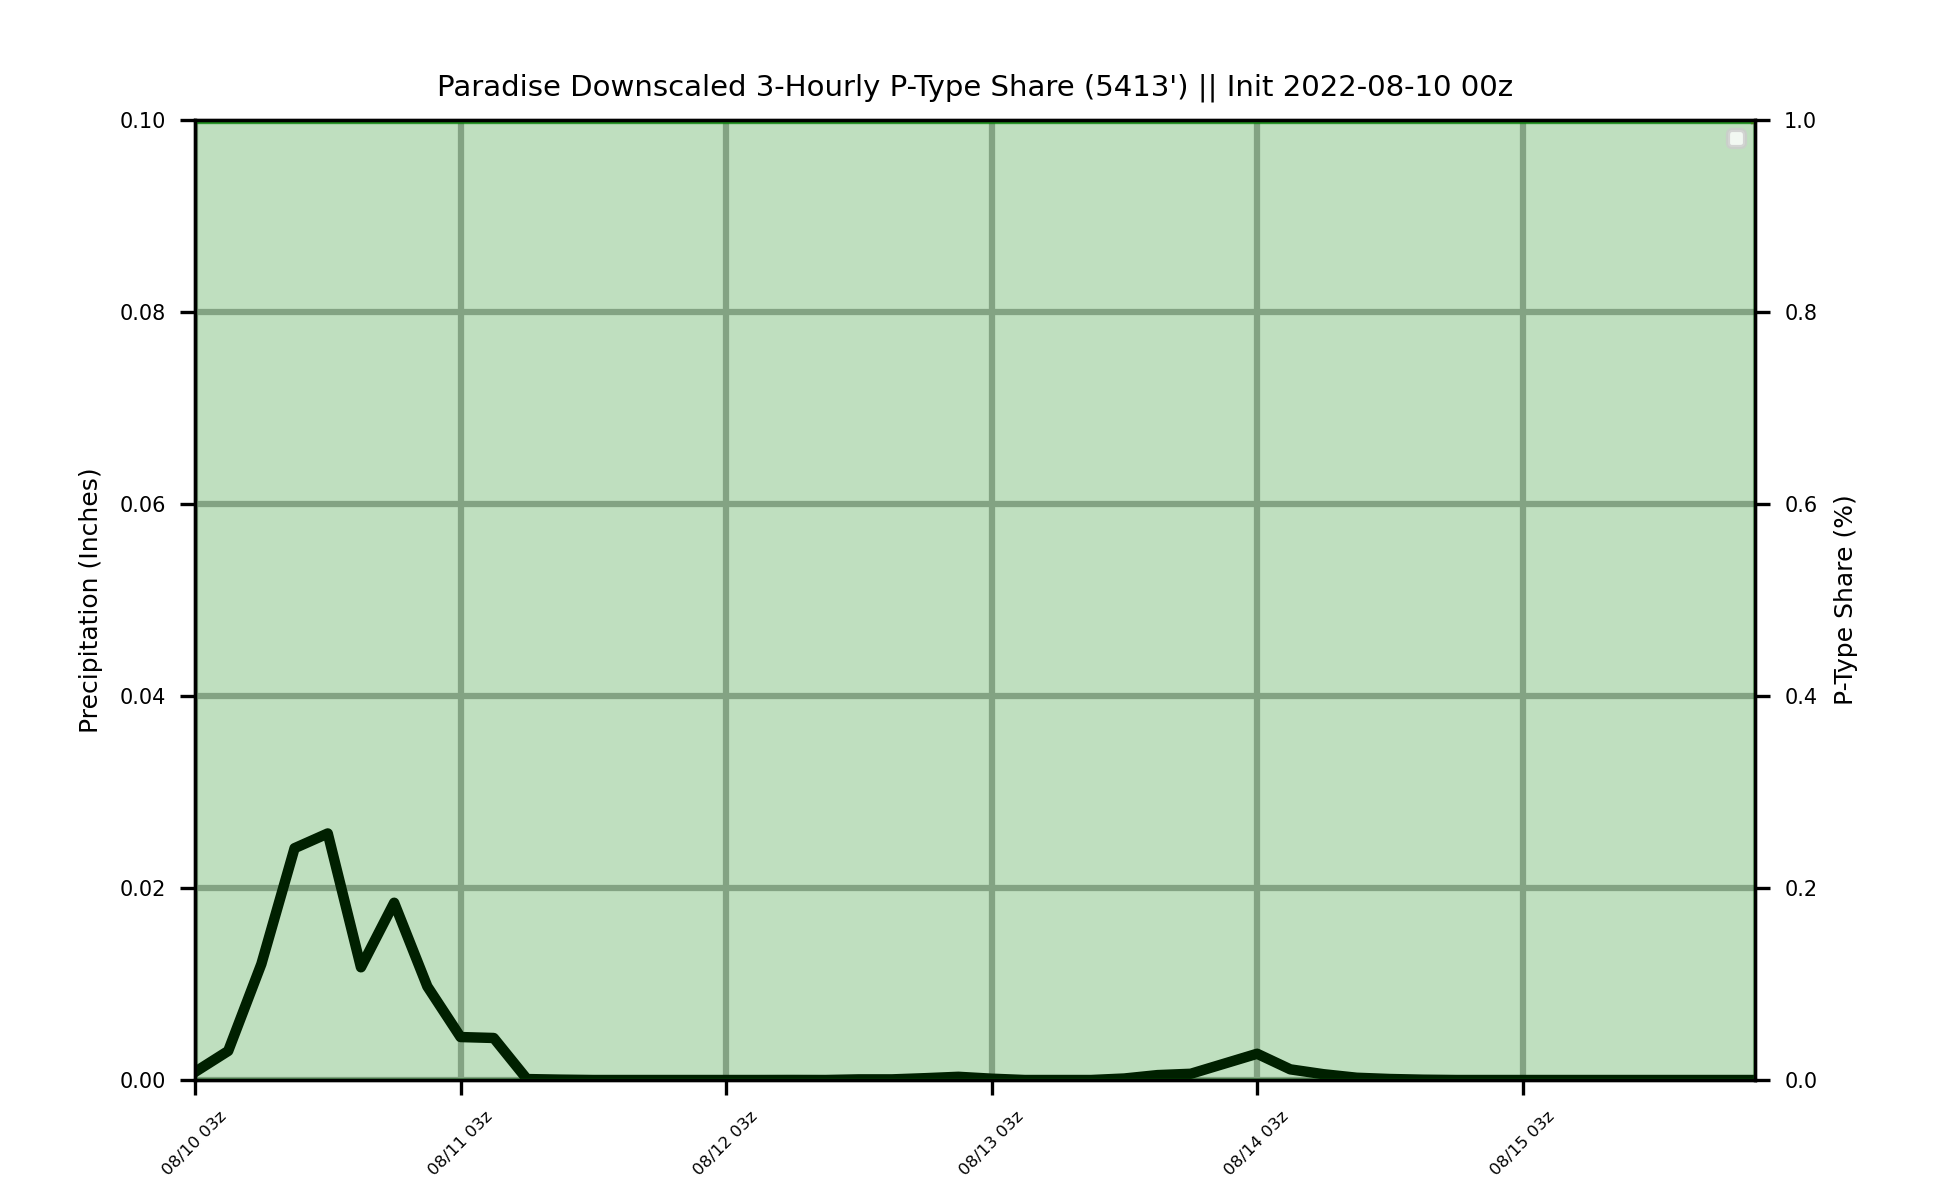 Paradise Downscaled 3-Hourly P-Type Share (5413') || Init 2022-08-10 00z
0.10
0.08
0.06
0.04
0.02
0.00
Precipitation (Inches)
1.0
0.8
0.6
0.4
0.2
0.0
P-Type Share (%)
08/10 03z
08/11 03z
08/12 03z
08/13 03z
08/14 03z
08/15 03z